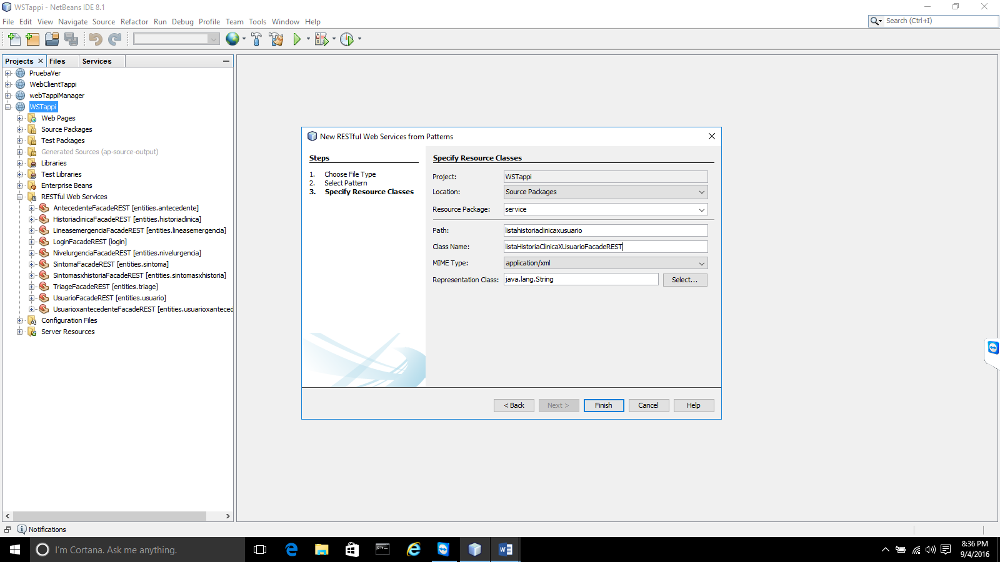 WSTappi - NetBeans IDE 8.1
File Edit View Navigate Source Refactor Run Debug Profile Team Tools Window Help
Search (Ctrl+I)
Projects Files Services
PruebaVer
WebClientTappi
webTappiManager
WSTappi
Web Pages
Source Packages
Test Packages
Generated Sources (ap-source-output)
Libraries
Test Libraries
Enterprise Beans
RESTful Web Services
AntecedenteFacadeREST [entities.antecedente]
HistoriaclinicaFacadeREST [entities.historiaclinica]
LineasemergenciaFacadeREST [entities.lineasemergencia]
LoginFacadeREST [login]
NivelurgenciaFacadeREST [entities.nivelurgencia]
SintomaFacadeREST [entities.sintoma]
SintomasxhistoriaFacadeREST [entities.sintomasxhistoria]
TriageFacadeREST [entities.triage]
UsuarioFacadeREST [entities.usuario]
UsuarioxantecedenteFacadeREST [entities.usuarioxanteced
Configuration Files
Server Resources
New RESTful Web Services from Patterns
Steps
1. Choose File Type
2. Select Pattern
3. Specify Resource Classes
Specify Resource Classes
Project: WSTappi
Location: Source Packages
Resource Package: service
Path: listahistoriaclinicaxusuario
Class Name: listaHistoriaClinicaXUsuarioFacadeREST
MIME Type: application/xml
Representation Class: java.lang.String Select...
< Back Next > Finish Cancel Help
Notifications
I'm Cortana. Ask me anything.
8:36 PM
9/4/2016